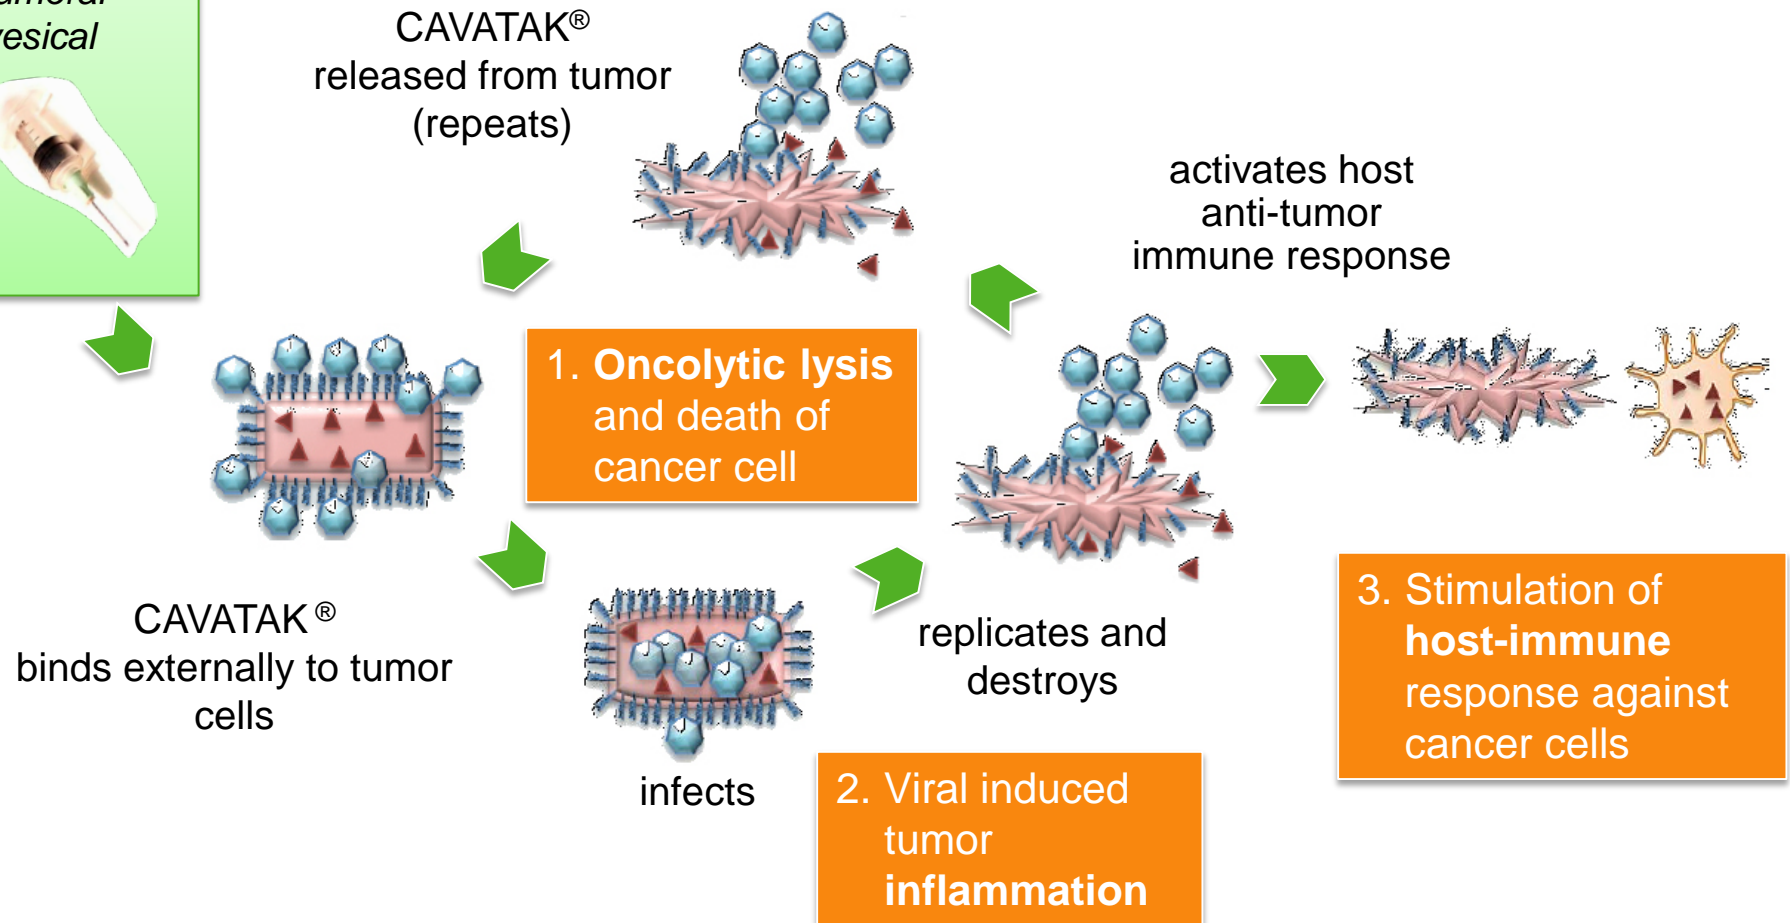 vesical
CAVATAK®
released from tumor
(repeats)
activates host
anti-tumor
immune response
1. Oncolytic lysis
and death of
cancer cell
CAVATAK ®
binds externally to tumor
cells
infects
replicates and
destroys
2. Viral induced
tumor
inflammation
3. Stimulation of
host-immune
response against
cancer cells